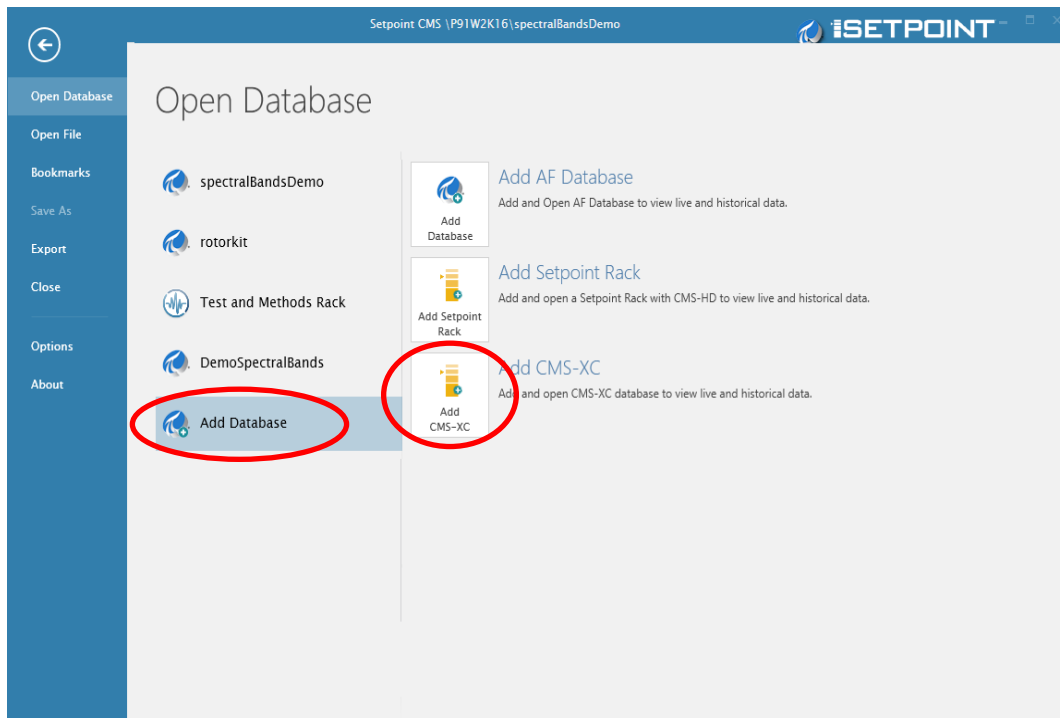 Setpoint CMS \P91W2K16\spectralBandsDemo
SETPOINT
Open Database
Open File
Bookmarks
Save As
Export
Close
Options
About
Open Database
spectralBandsDemo
rotorkit
Test and Methods Rack
DemoSpectralBands
Add Database
Add
Database
Add AF Database
Add and Open AF Database to view live and historical data.
Add Setpoint
Rack
Add Setpoint Rack
Add and open a Setpoint Rack with CMS-HD to view live and historical data.
Add
CMS-XC
Add CMS-XC
Add and open CMS-XC database to view live and historical data.